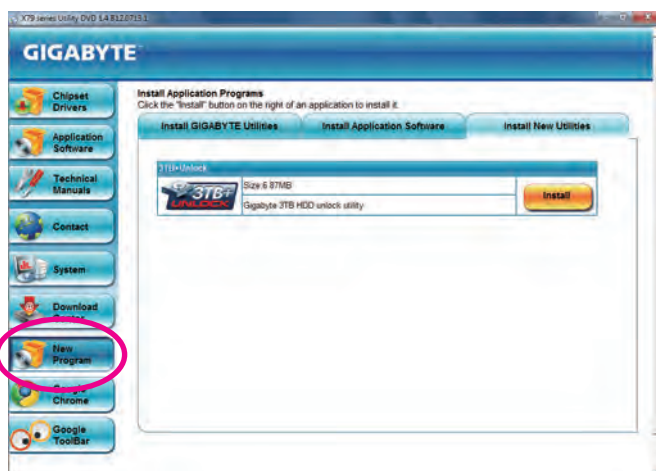 X79 series Utility DVD 1.4 B12.0713.1
GIGABYTE
Chipset
Drivers
Application
Software
Technical
Manuals
Contact
System
Download
New
Program
Google
Chrome
Google
ToolBar
Install Application Programs
Click the "Install" button on the right of an application to install it.
Install GIGABYTE Utilities
Install Application Software
Install New Utilities
3TB+Unlock
3TB+
UNLOCK
Size:6.87MB
Gigabyte 3TB HDD unlock utility
Install